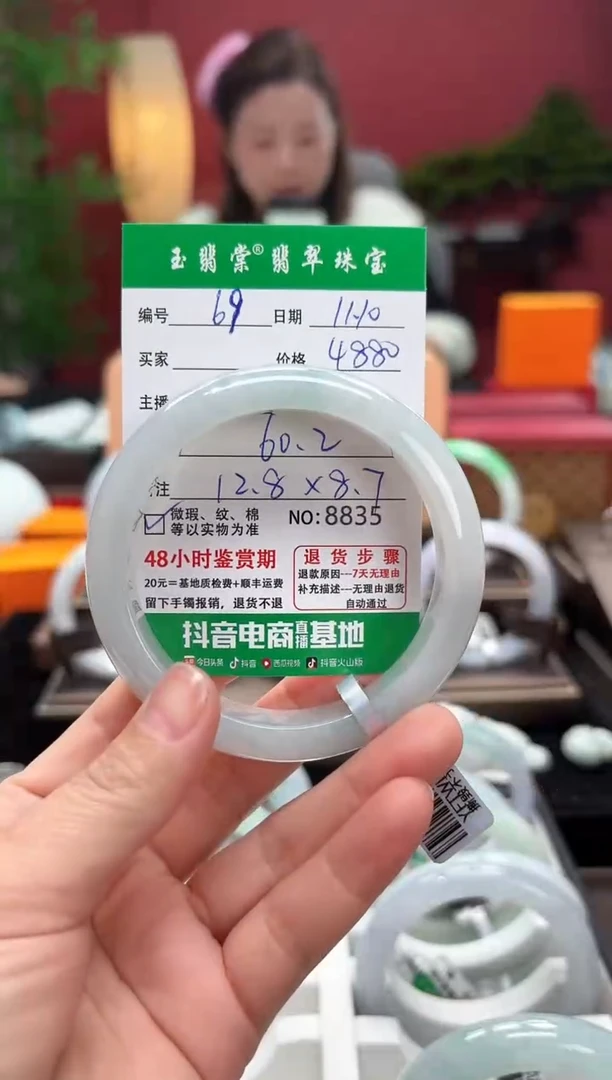 玉翡棠®翡翠珠宝
编号 69 日期 11.10
买家 价格 4880
主播
60.2
注 12.8×8.7
微瑕、纹、棉
等以实物为准
NO:8835
48小时鉴赏期
20元=基地质检费+顺丰运费
留下手镯报销，退货不退
退货步骤
退款原因---7天无理由
补充描述---无理由退货
自动通过
抖音电商直播基地
今日头条 抖音 西瓜视频 抖音火山版